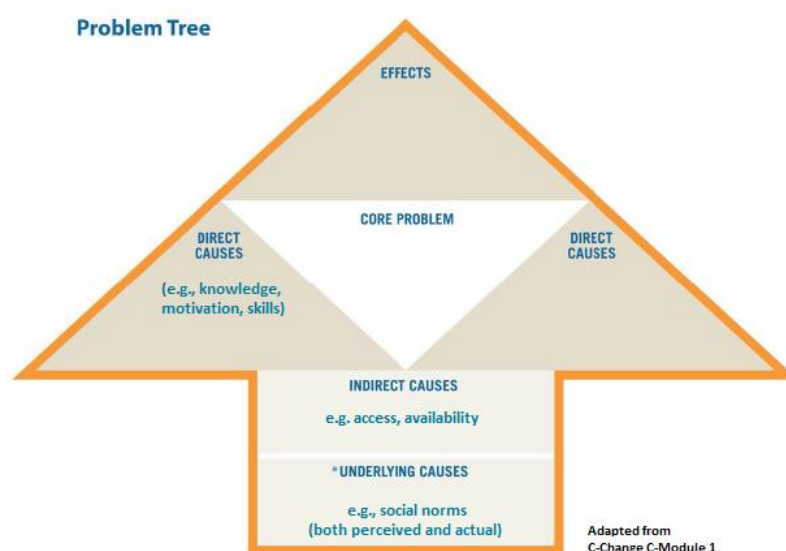 Problem Tree
EFFECTS
CORE PROBLEM
DIRECT
CAUSES
(e.g., knowledge,
motivation, skills)
DIRECT
CAUSES
INDIRECT CAUSES
e.g. access, availability
*UNDERLYING CAUSES
e.g., social norms
(both perceived and actual)
Adapted from
C-Change C-Module 1